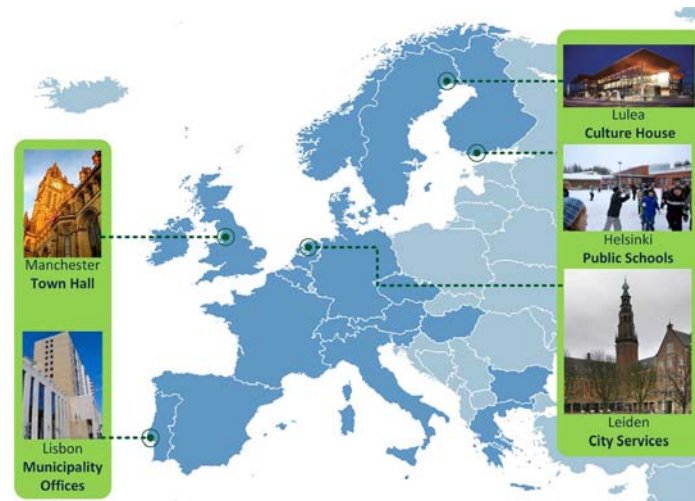 Manchester
Town Hall
Lisbon
Municipality
Offices
Lulea
Culture House
Helsinki
Public Schools
Leiden
City Services